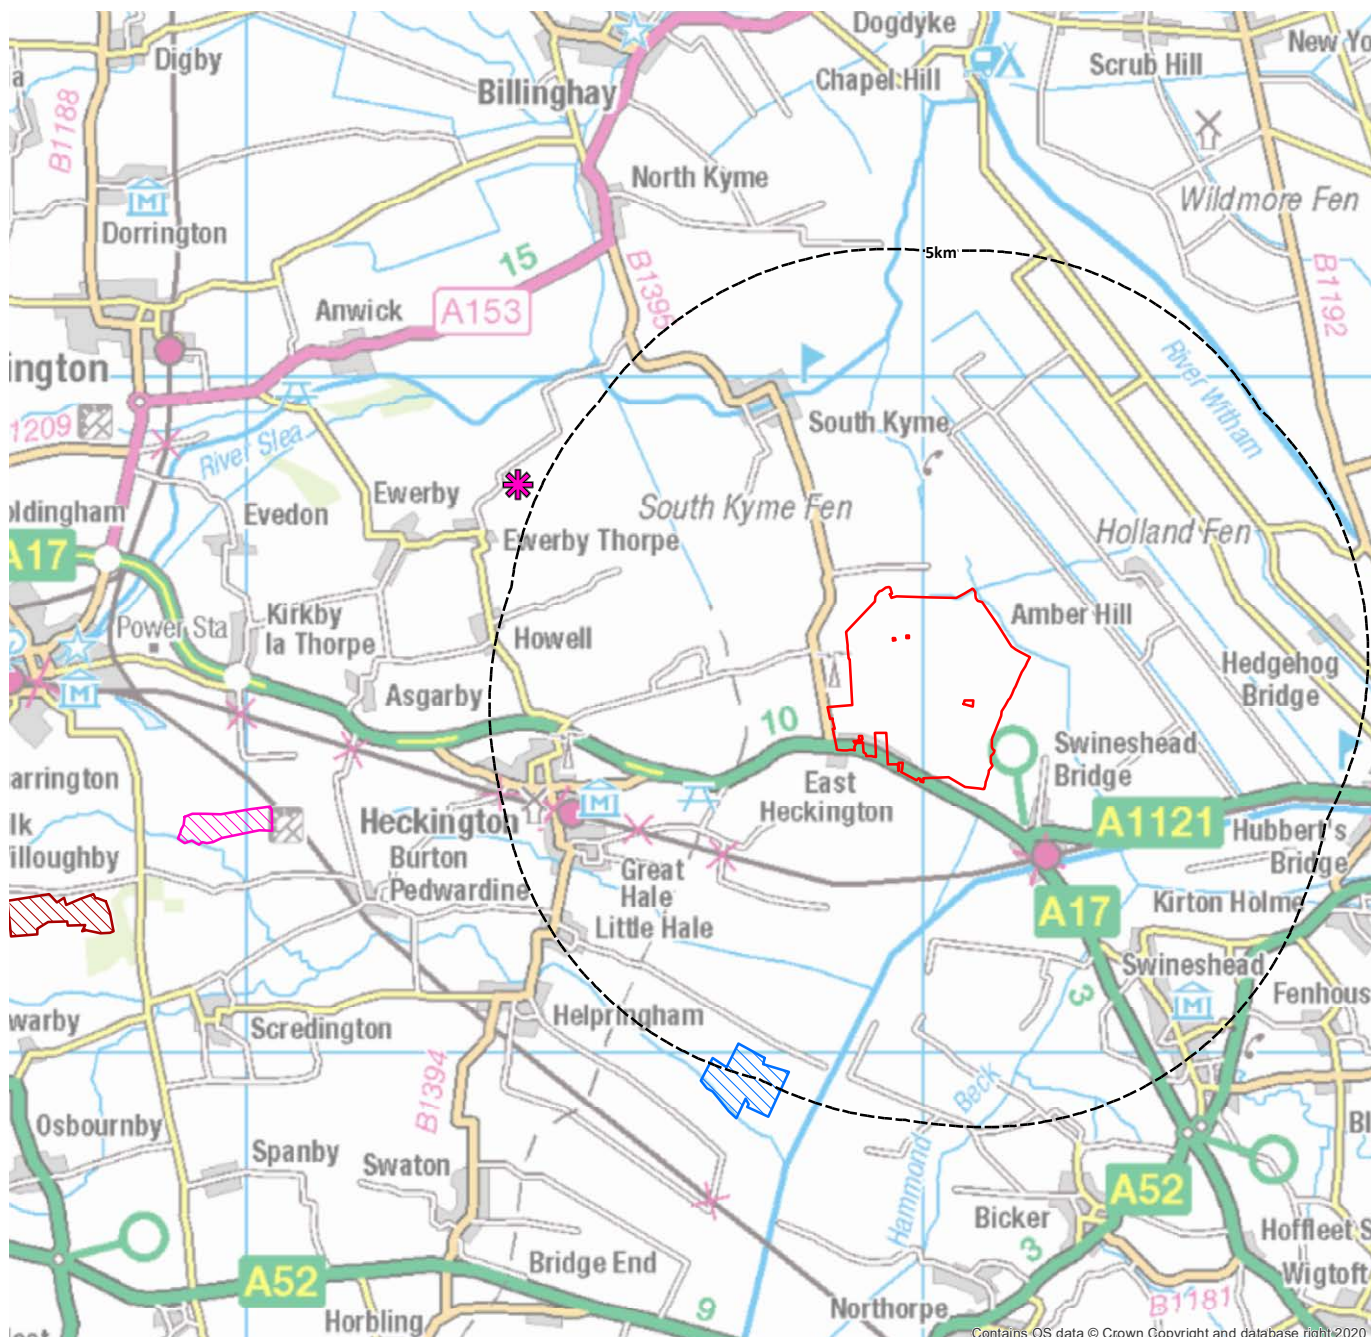 Dogdyke
New Yo
Digby
Scrub Hill
Chapel Hill
a
Billinghay
B1188
North Kyme
Wildmore Fen
Dorrington
5km
15
B1395
B1192
Anwick
A153
River Witham
ington
1209
South Kyme
River Slea
Ewerby
South Kyme Fen
oldingham
Evedon
Holland Fen
A17
Ewerby Thorpe
Kirkby
la Thorpe
Power Sta
Howell
Amber Hill
Hedgehog
Bridge
Asgarby
10
Swineshead
Bridge
arrington
East
Heckington
A1121
Heckington
lk
illoughby
Hubbert's
Bridge
Burton
Pedwardine
Great
Hale
Kirton Holme
A17
Little Hale
Swineshead
3
Fenhous
warby
Scredington
Helpringham
Beck
B1394
Osbournby
Bl
Spanby
Swaton
Hammond
A52
Bicker
Hoffleet S
3
Bridge End
Wigtoft
A52
B1181
9
Northorpe
Horbling
est
Contains OS data © Crown Copyright and database right 2020